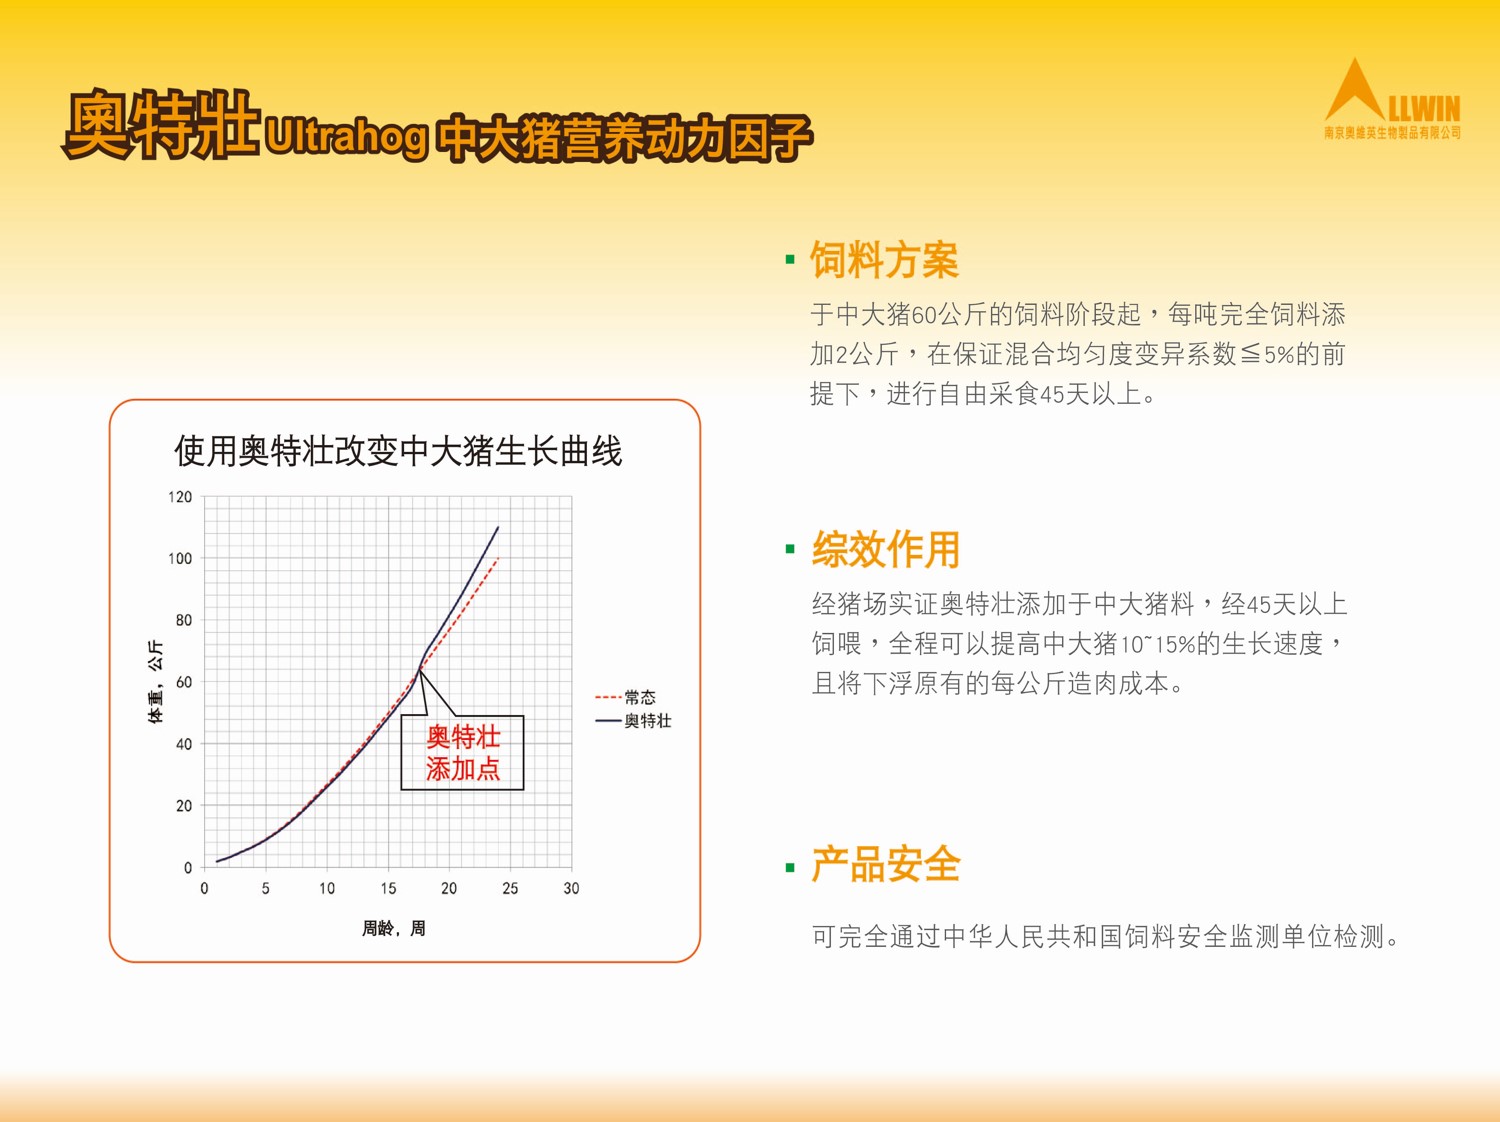 奥特壯 Ultrahog 中大猪营养动力因子
LLWIN
南京奥維英生物製品有限公司
饲料方案
于中大猪60公斤的饲料阶段起，每吨完全饲料添
加2公斤，在保证混合均匀度变异系数≦5%的前
提下，进行自由采食45天以上。
使用奥特壮改变中大猪生长曲线
120
100
80
60
40
20
0
0 5 10 15 20 25 30
体重，公斤
周龄，周
常态
奥特壮
奥特壮
添加点
综效作用
经猪场实证奥特壮添加于中大猪料，经45天以上
饲喂，全程可以提高中大猪10~15%的生长速度，
且将下浮原有的每公斤造肉成本。
产品安全
可完全通过中华人民共和国饲料安全监测单位检测。